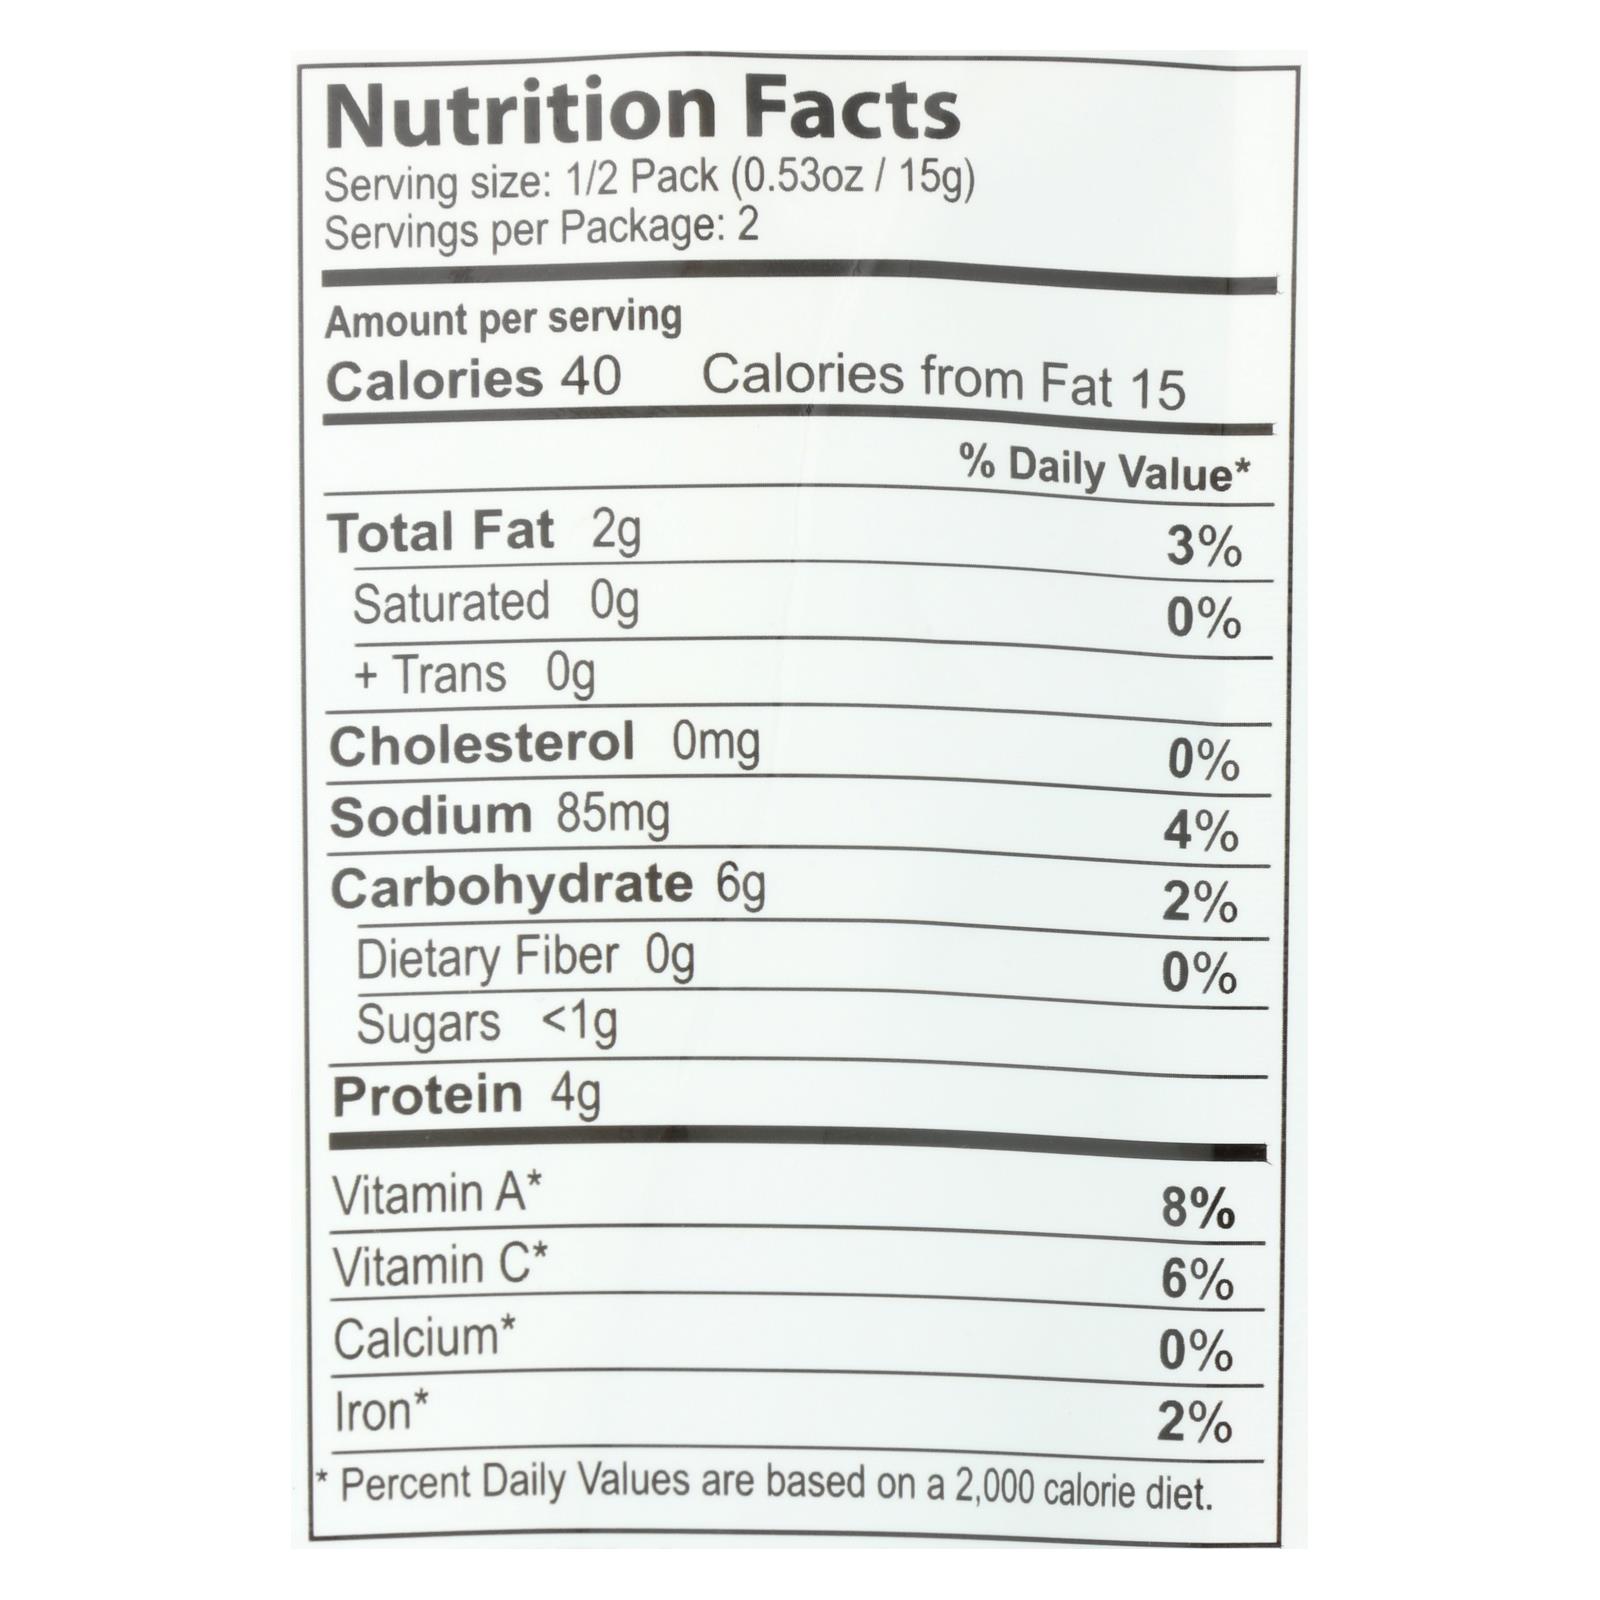 Nutrition Facts
Serving size: 1/2 Pack (0.53oz / 15g)
Servings per Package: 2
Amount per serving
Calories 40 Calories from Fat 15
% Daily Value*
Total Fat 2g 3%
Saturated 0g 0%
+ Trans 0g
Cholesterol 0mg 0%
Sodium 85mg 4%
Carbohydrate 6g 2%
Dietary Fiber 0g 0%
Sugars <1g
Protein 4g
Vitamin A* 8%
Vitamin C* 6%
Calcium* 0%
Iron* 2%
* Percent Daily Values are based on a 2,000 calorie diet.